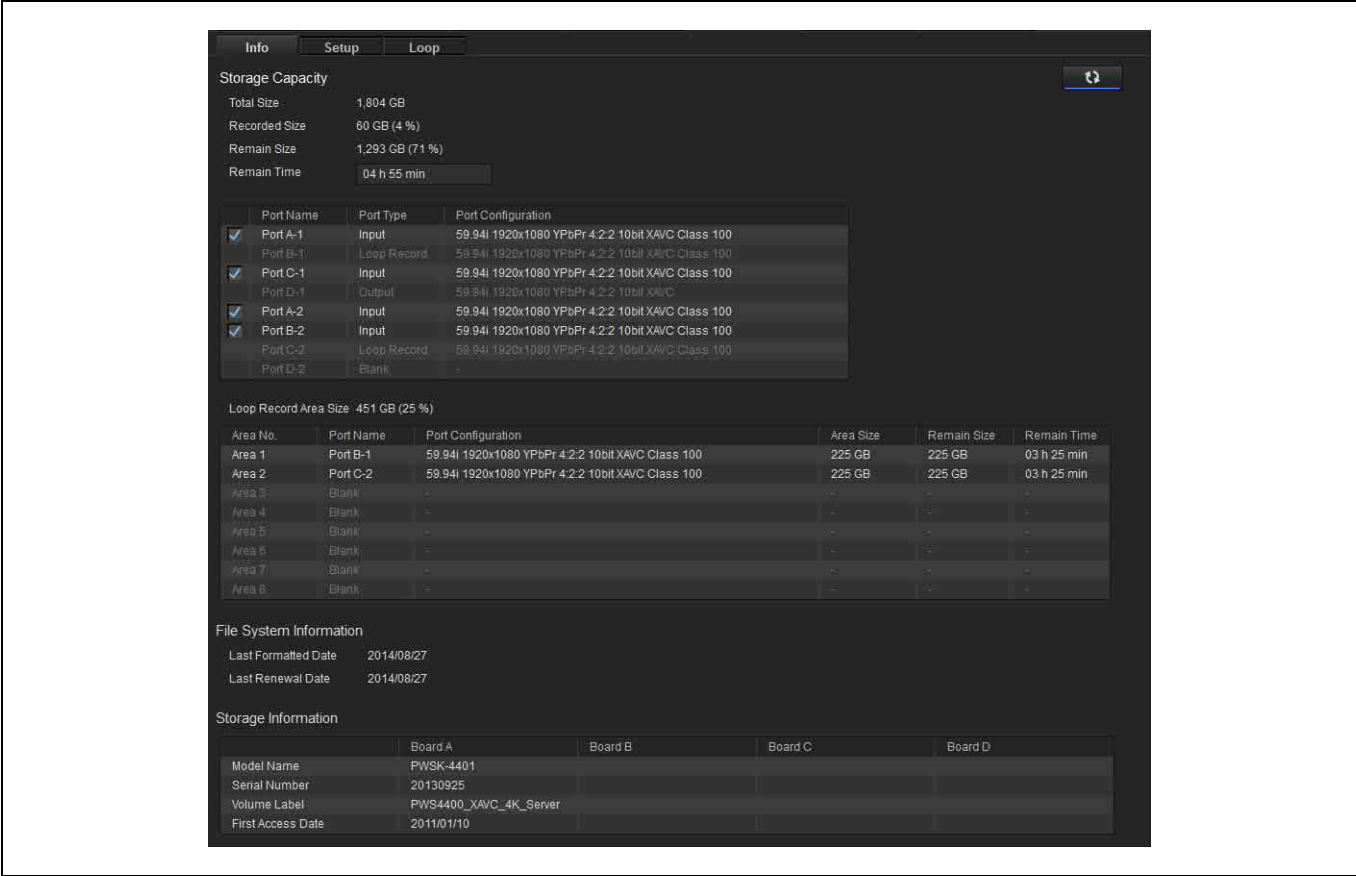 Info Setup Loop
Storage Capacity
Total Size 1,804 GB
Recorded Size 60 GB (4 %)
Remain Size 1,293 GB (71 %)
Remain Time 04 h 55 min
Port Name Port Type Port Configuration
Port A-1 Input 59.94i 1920x1080 YPbPr 4:2:2 10bit XAVC Class 100
Port B-1 Loop Record 59.94i 1920x1080 YPbPr 4:2:2 10bit XAVC Class 100
Port C-1 Input 59.94i 1920x1080 YPbPr 4:2:2 10bit XAVC Class 100
Port D-1 Output 59.94i 1920x1080 YPbPr 4:2:2 10bit XAVC
Port A-2 Input 59.94i 1920x1080 YPbPr 4:2:2 10bit XAVC Class 100
Port B-2 Input 59.94i 1920x1080 YPbPr 4:2:2 10bit XAVC Class 100
Port C-2 Loop Record 59.94i 1920x1080 YPbPr 4:2:2 10bit XAVC Class 100
Port D-2 Blank -
Loop Record Area Size 451 GB (25 %)
Area No. Port Name Port Configuration Area Size Remain Size Remain Time
Area 1 Port B-1 59.94i 1920x1080 YPbPr 4:2:2 10bit XAVC Class 100 225 GB 225 GB 03 h 25 min
Area 2 Port C-2 59.94i 1920x1080 YPbPr 4:2:2 10bit XAVC Class 100 225 GB 225 GB 03 h 25 min
Area 3 Blank - - - -
Area 4 Blank - - - -
Area 5 Blank - - - -
Area 6 Blank - - - -
Area 7 Blank - - - -
Area 8 Blank - - - -
File System Information
Last Formatted Date 2014/08/27
Last Renewal Date 2014/08/27
Storage Information
Board A Board B Board C Board D
Model Name PWSK-4401
Serial Number 20130925
Volume Label PWS4400_XAVC_4K_Server
First Access Date 2011/01/10